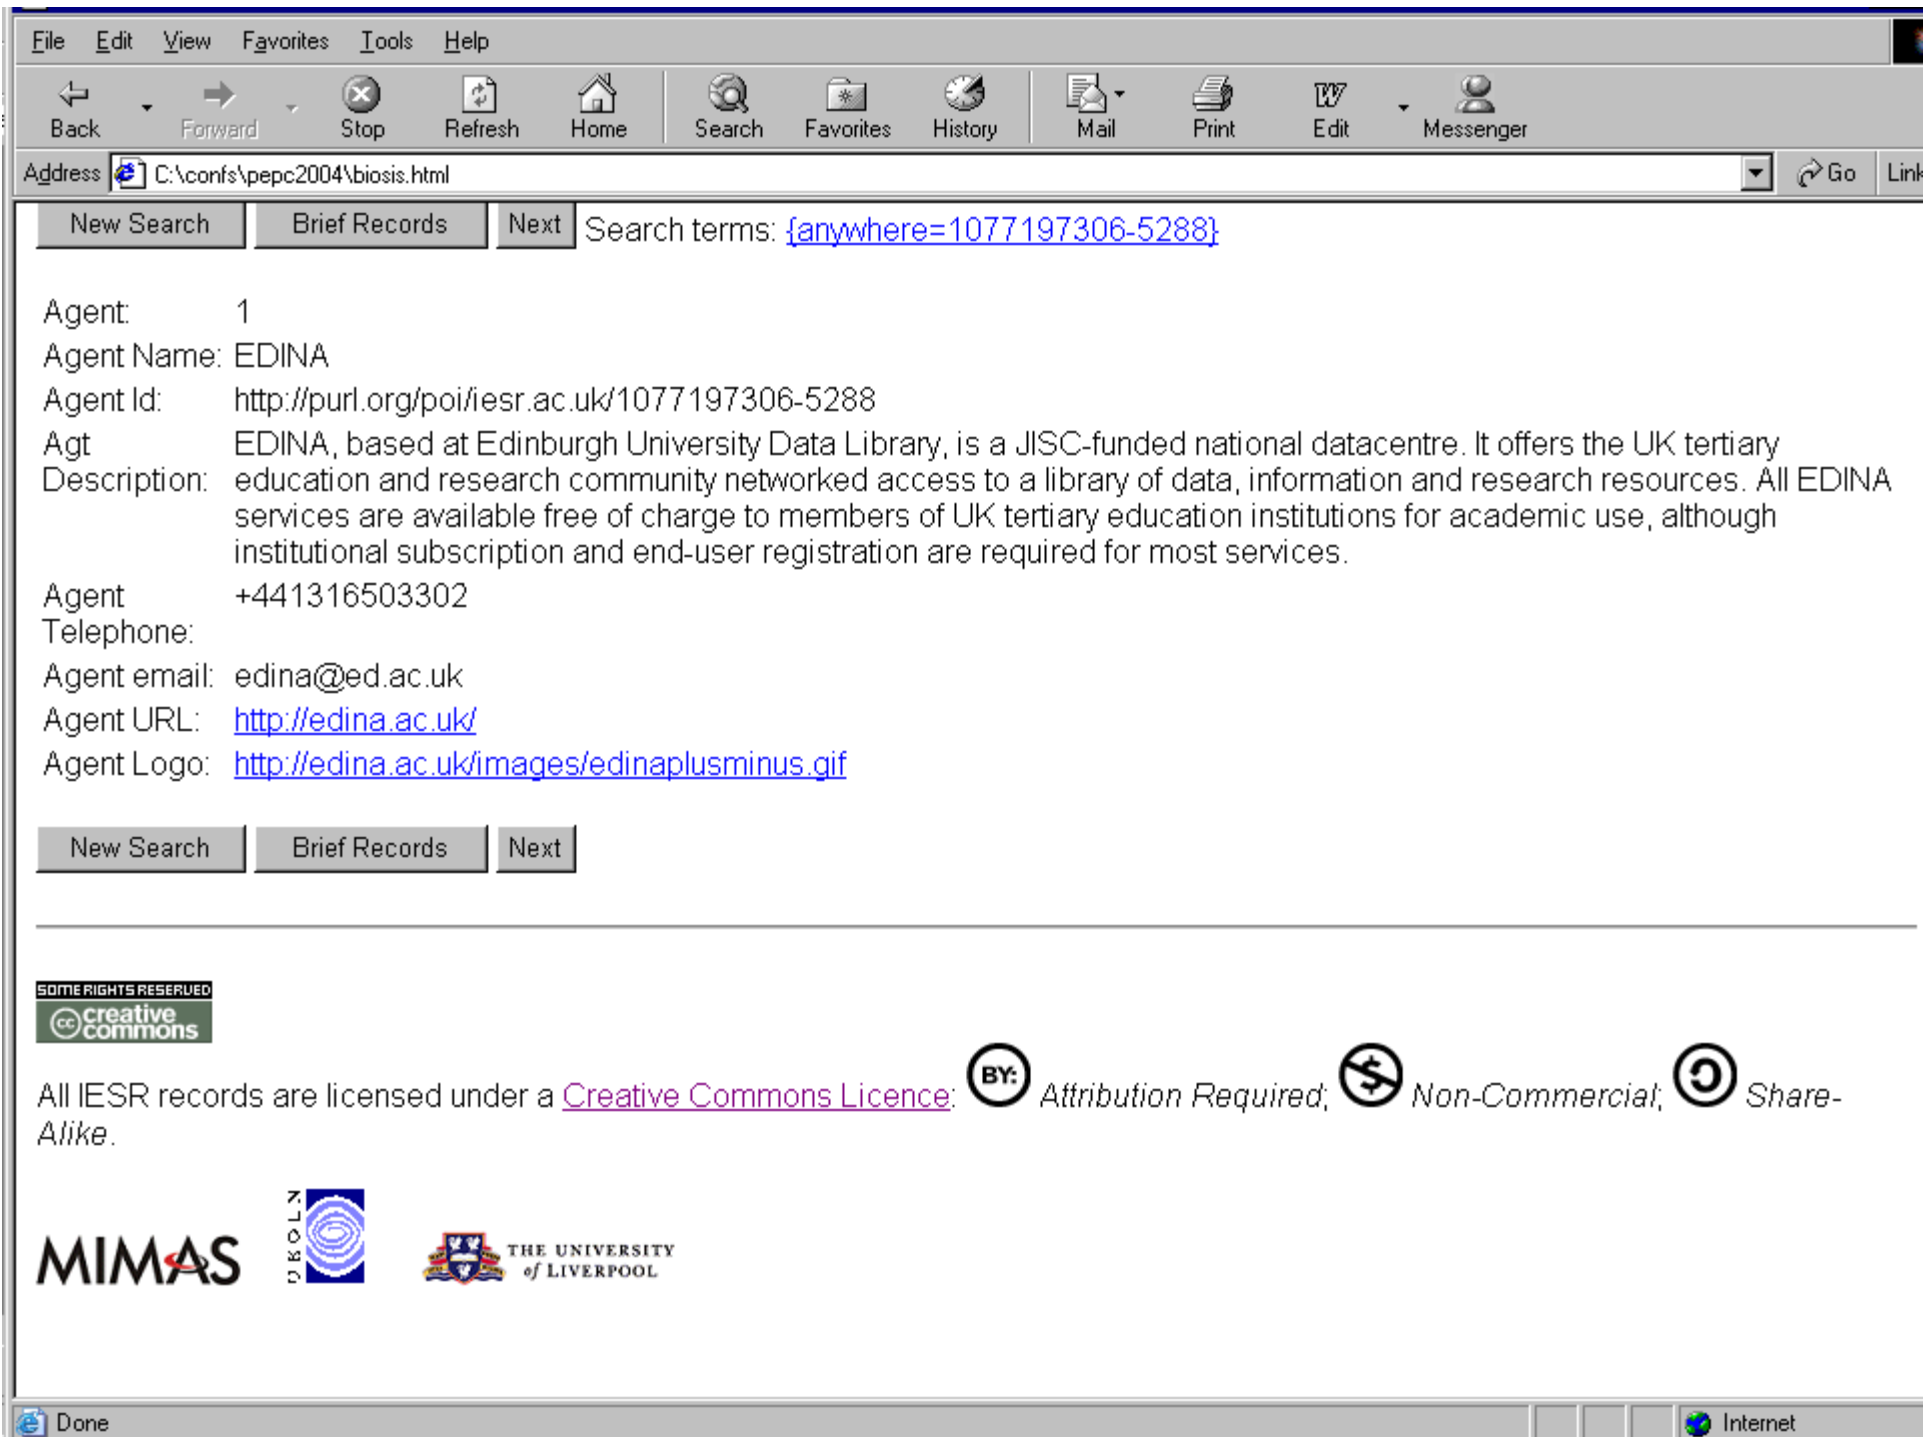 File Edit View Favorites Tools Help
Back Forward Stop Refresh Home Search Favorites History Mail Print Edit Messenger
Address C:\confs\pepc2004\biosis.html Go Link
New Search Brief Records Next Search terms: {anywhere=1077197306-5288}
Agent: 1
Agent Name: EDINA
Agent Id: http://purl.org/poi/iesr.ac.uk/1077197306-5288
Agt EDINA, based at Edinburgh University Data Library, is a JISC-funded national datacentre. It offers the UK tertiary
Description: education and research community networked access to a library of data, information and research resources. All EDINA
services are available free of charge to members of UK tertiary education institutions for academic use, although
institutional subscription and end-user registration are required for most services.
Agent +441316503302
Telephone:
Agent email: edina@ed.ac.uk
Agent URL: http://edina.ac.uk/
Agent Logo: http://edina.ac.uk/images/edinaplusminus.gif
New Search Brief Records Next
SOME RIGHTS RESERVED
cc creative
commons
All IESR records are licensed under a Creative Commons Licence: BY: Attribution Required; $ Non-Commercial; Share-
Alike.
MIMAS UKOLN THE UNIVERSITY
of LIVERPOOL
Done Internet